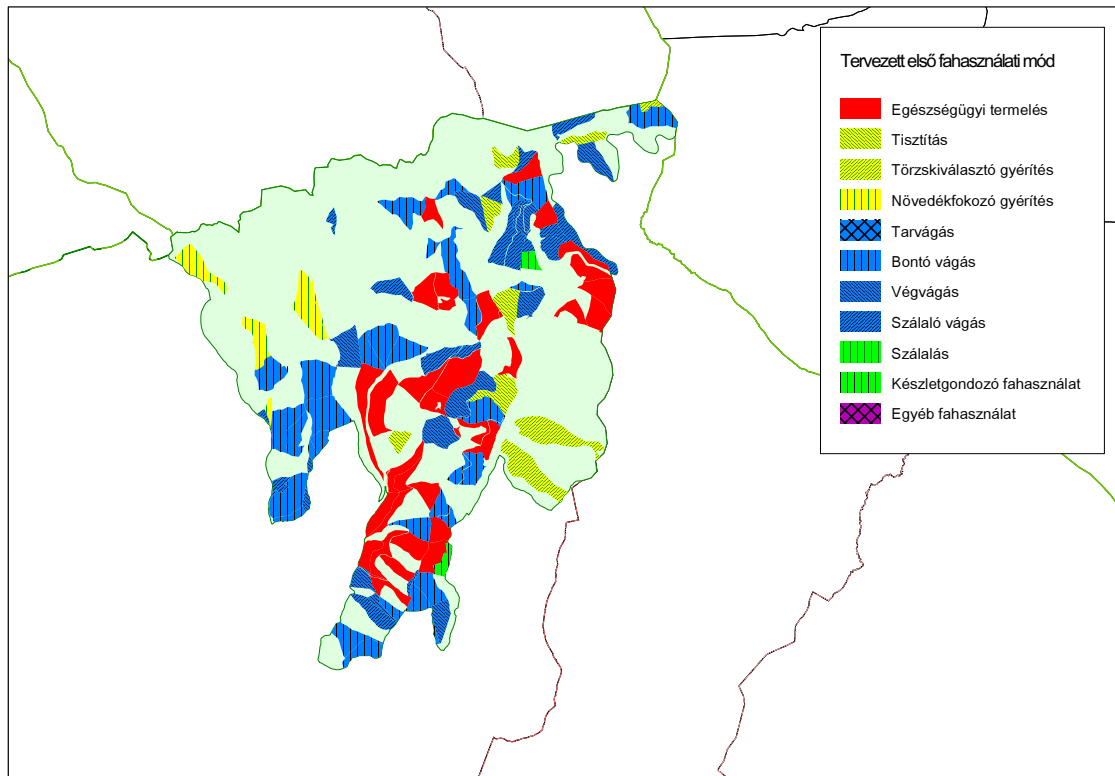 Tervezett első fahasználati mód
Egészségügyi termelés
Tisztítás
Törzskiválasztó gyérítés
Növedékfokozó gyérítés
Tarvágás
Bontó vágás
Végvágás
Szálaló vágás
Szálalás
Készletgondozó fahasználat
Egyéb fahasználat